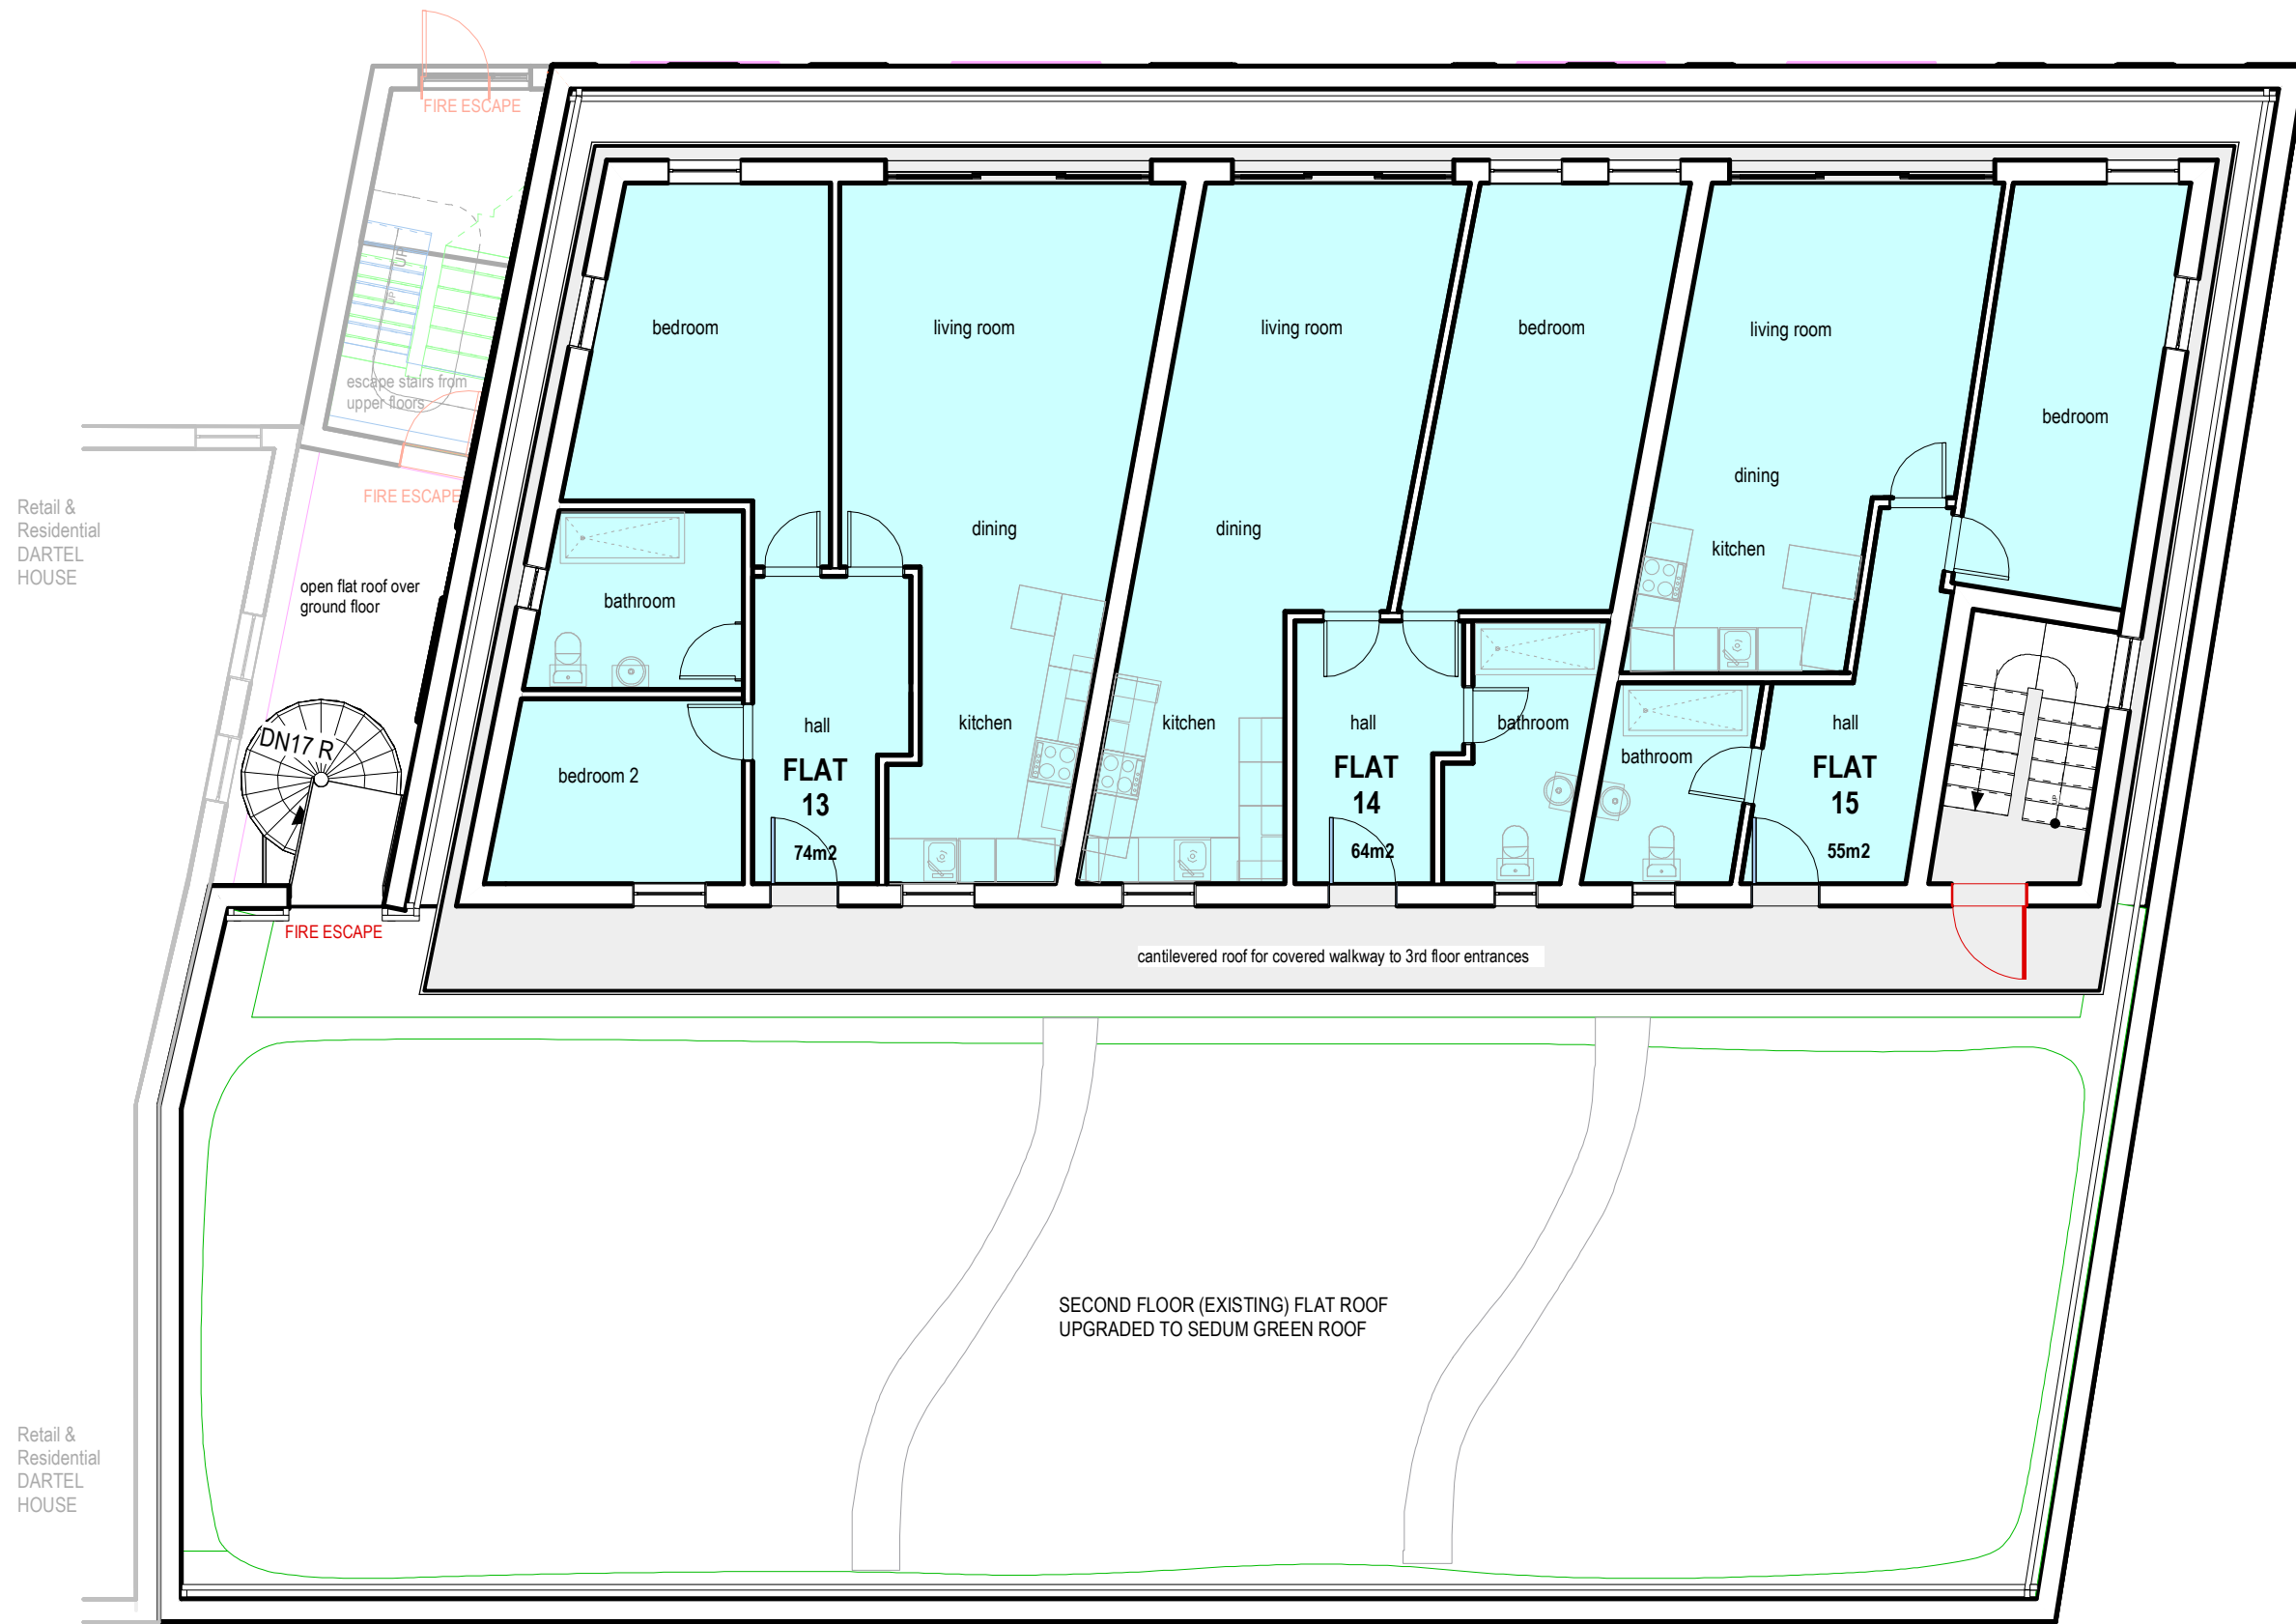 FIRE ESCAPE
UP
UP
escape stairs from
upper floors
FIRE ESCAPE
Retail &
Residential
DARTEL
HOUSE
open flat roof over
ground floor
DN17 R
FIRE ESCAPE
bedroom
living room
living room
bedroom
living room
bedroom
dining
dining
dining
kitchen
bathroom
kitchen
kitchen
hall
hall
bathroom
hall
bathroom
bedroom 2
FLAT
13
74m2
FLAT
14
64m2
FLAT
15
55m2
cantilevered roof for covered walkway to 3rd floor entrances
SECOND FLOOR (EXISTING) FLAT ROOF
UPGRADED TO SEDUM GREEN ROOF
Retail &
Residential
DARTEL
HOUSE